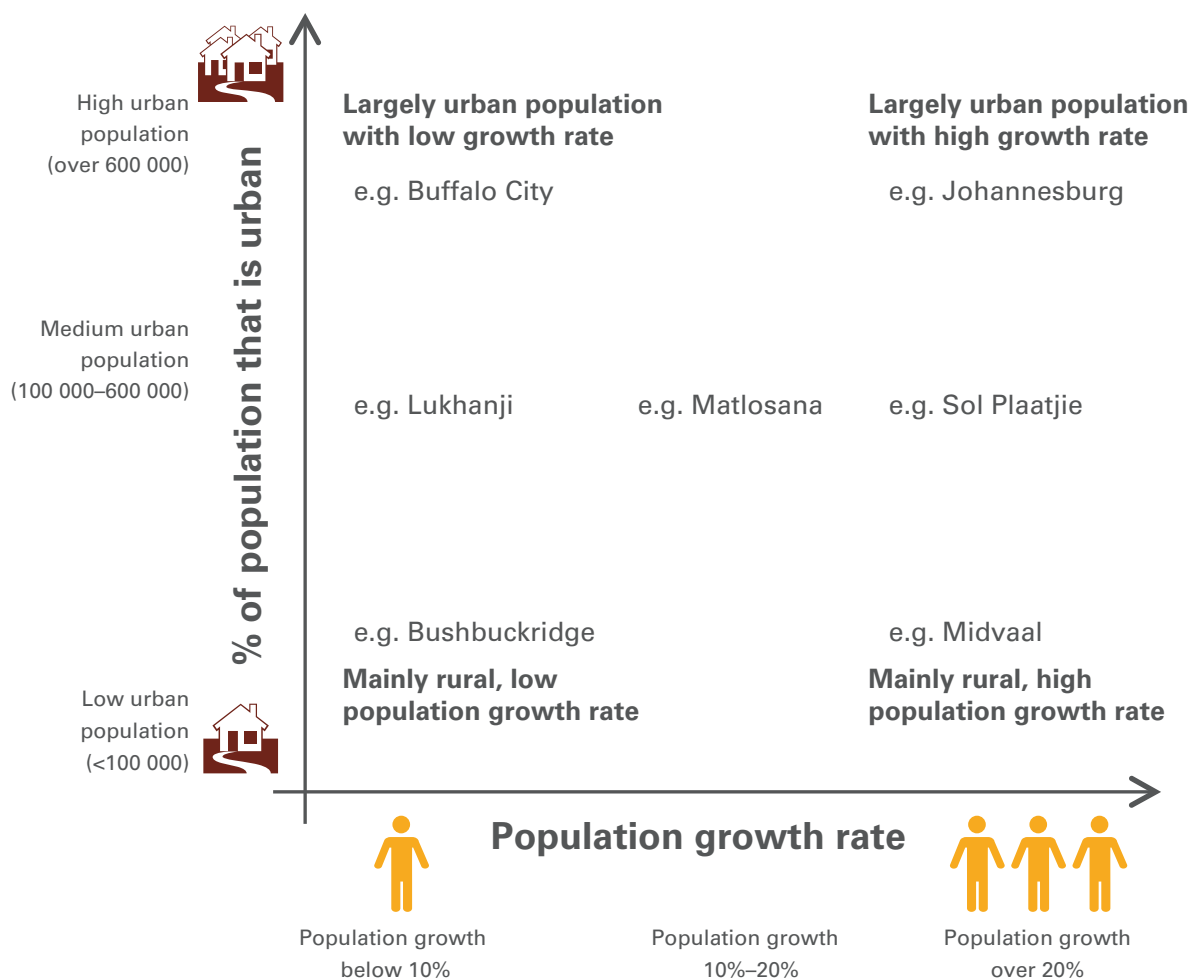 High urban
population
(over 600 000)
Medium urban
population
(100 000–600 000)
Low urban
population
(<100 000)
% of population that is urban
Largely urban population
with low growth rate
e.g. Buffalo City
Largely urban population
with high growth rate
e.g. Johannesburg
e.g. Lukhanji
e.g. Matlosana
e.g. Sol Plaatjie
e.g. Bushbuckridge
Mainly rural, low
population growth rate
e.g. Midvaal
Mainly rural, high
population growth rate
Population growth rate
Population growth
below 10%
Population growth
10%–20%
Population growth
over 20%